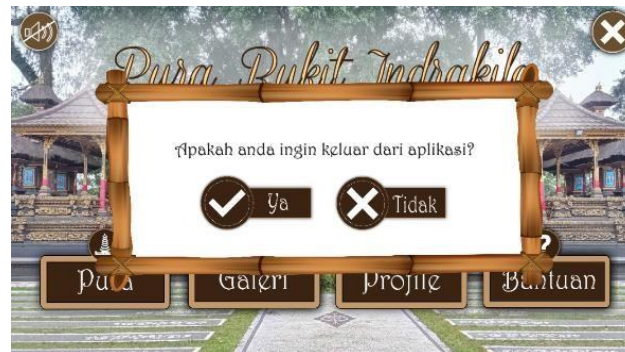 Pura Bukit Indrakila
Apakah anda ingin keluar dari aplikasi?
Ya
Tidak
Pura
Galeri
Profile
Bantuan
?